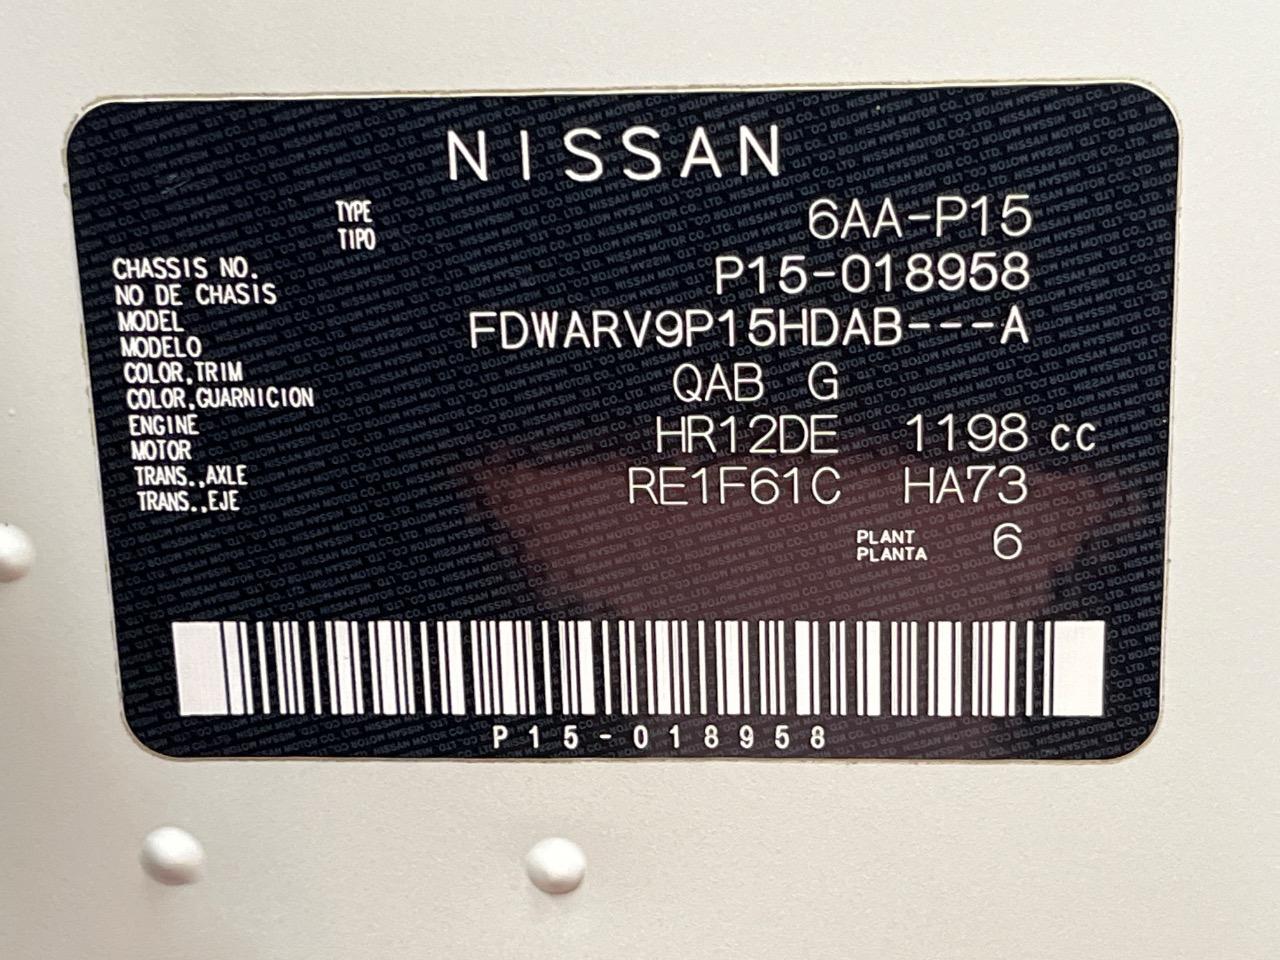 NISSAN
TYPE
TIPO
6AA-P15
CHASSIS NO.
NO DE CHASIS
P15-018958
MODEL
MODELO
FDWARV9P15HDAB---A
COLOR,TRIM
COLOR,GUARNICION
QAB G
ENGINE
MOTOR
HR12DE 1198 CC
TRANS.,AXLE
TRANS.,EJE
RE1F61C HA73
PLANT
PLANTA
6
P15-018958